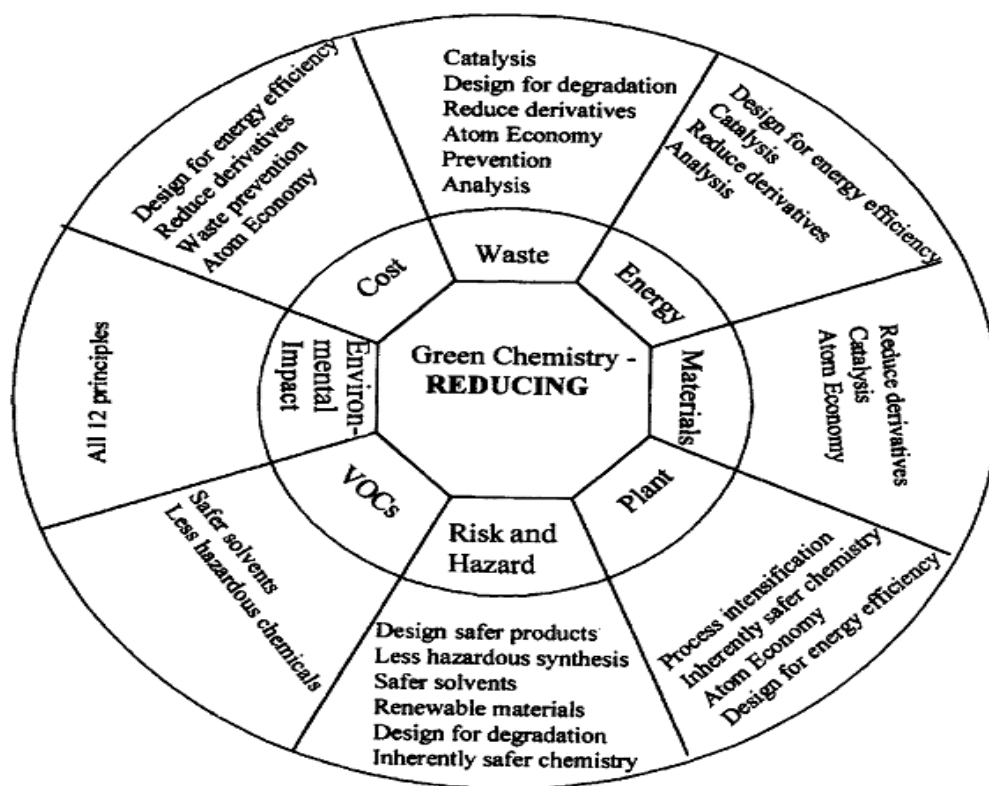 Green Chemistry -
REDUCING
Waste
Catalysis
Design for degradation
Reduce derivatives
Atom Economy
Prevention
Analysis
Energy
Design for energy efficiency
Catalysis
Reduce derivatives
Analysis
Materials
Reduce derivatives
Catalysis
Atom Economy
Plant
Process intensification
Inherently safer chemistry
Atom Economy
Design for energy efficiency
Risk and
Hazard
Design safer products
Less hazardous synthesis
Safer solvents
Renewable materials
Design for degradation
Inherently safer chemistry
VOCs
Safer solvents
Less hazardous chemicals
Environ-
mental
Impact
All 12 principles
Cost
Design for energy efficiency
Reduce derivatives
Waste prevention
Atom Economy